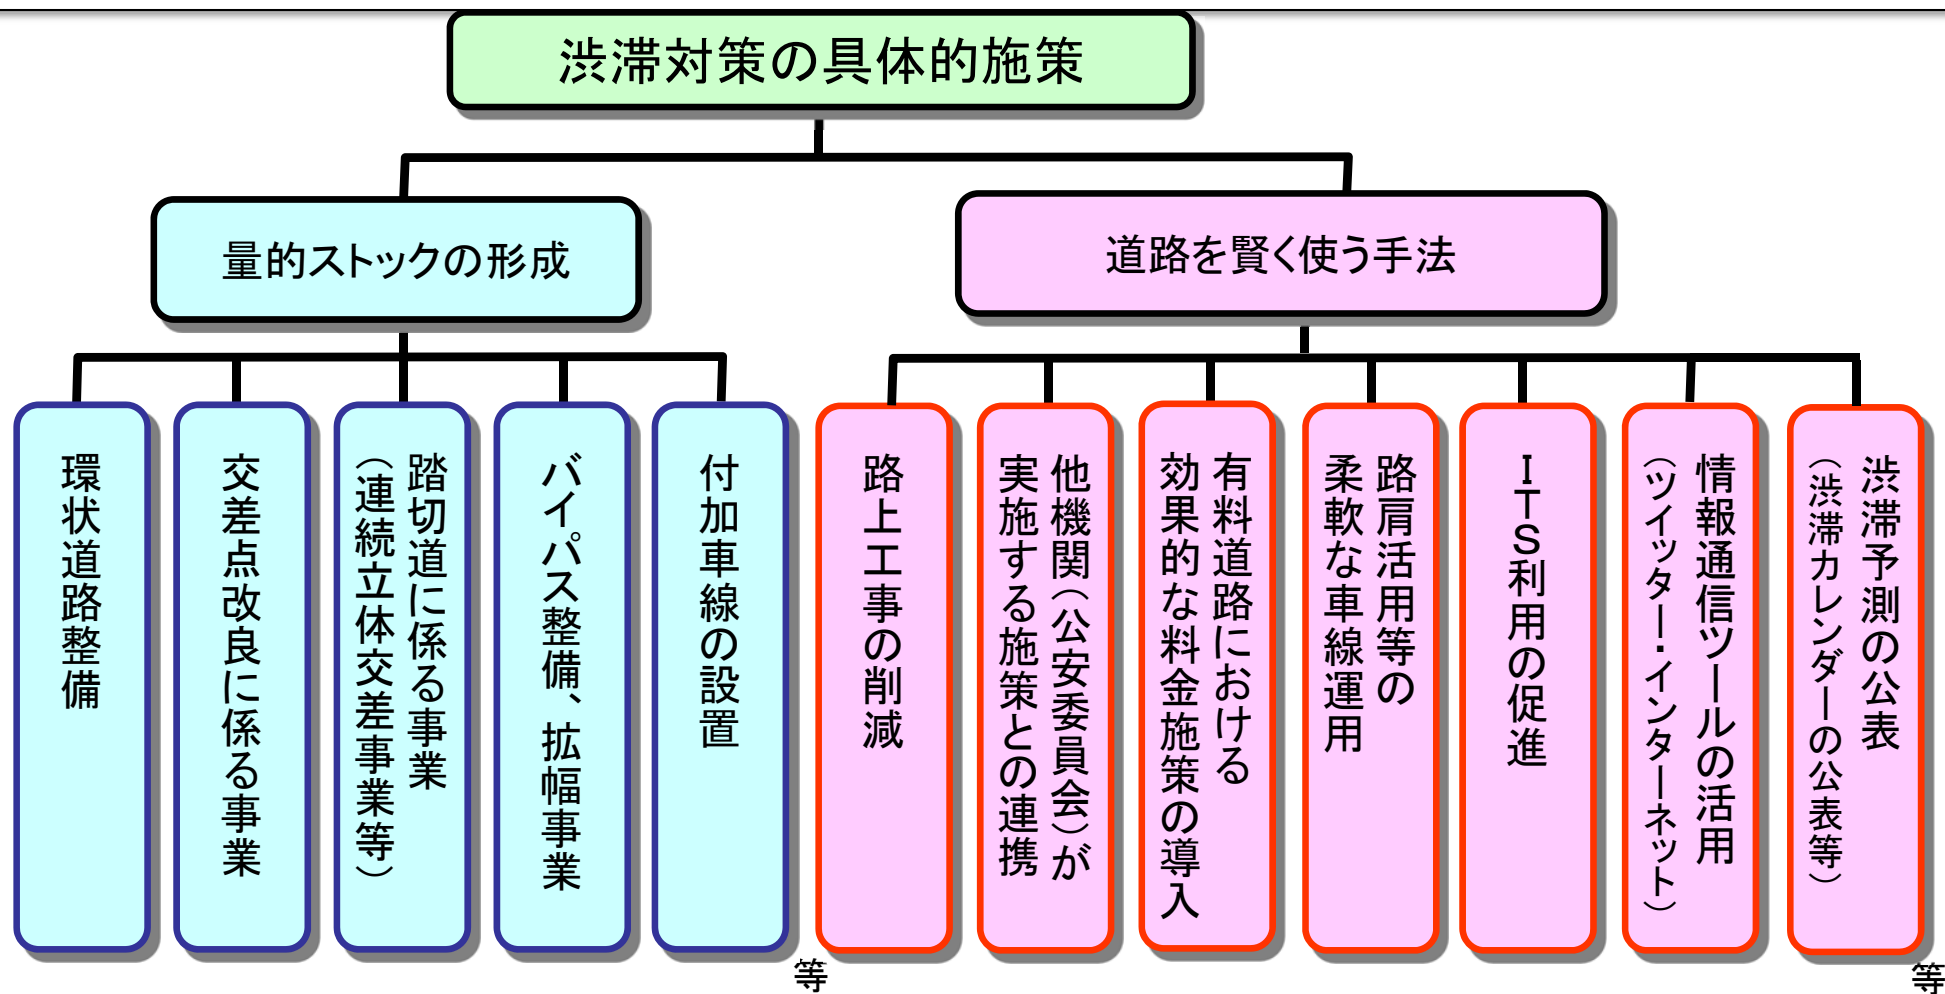 渋滞対策の具体的施策
量的ストックの形成
道路を賢く使う手法
環状道路整備
交差点改良に係る事業
踏切道に係る事業
（連続立体交差事業等）
バイパス整備、拡幅事業
付加車線の設置
等
路上工事の削減
他機関（公安委員会）が
実施する施策との連携
有料道路における
効果的な料金施策の導入
路肩活用等の
柔軟な車線運用
ＩＴＳ利用の促進
情報通信ツールの活用
（ツイッター・インターネット）
渋滞予測の公表
（渋滞カレンダーの公表等）
等